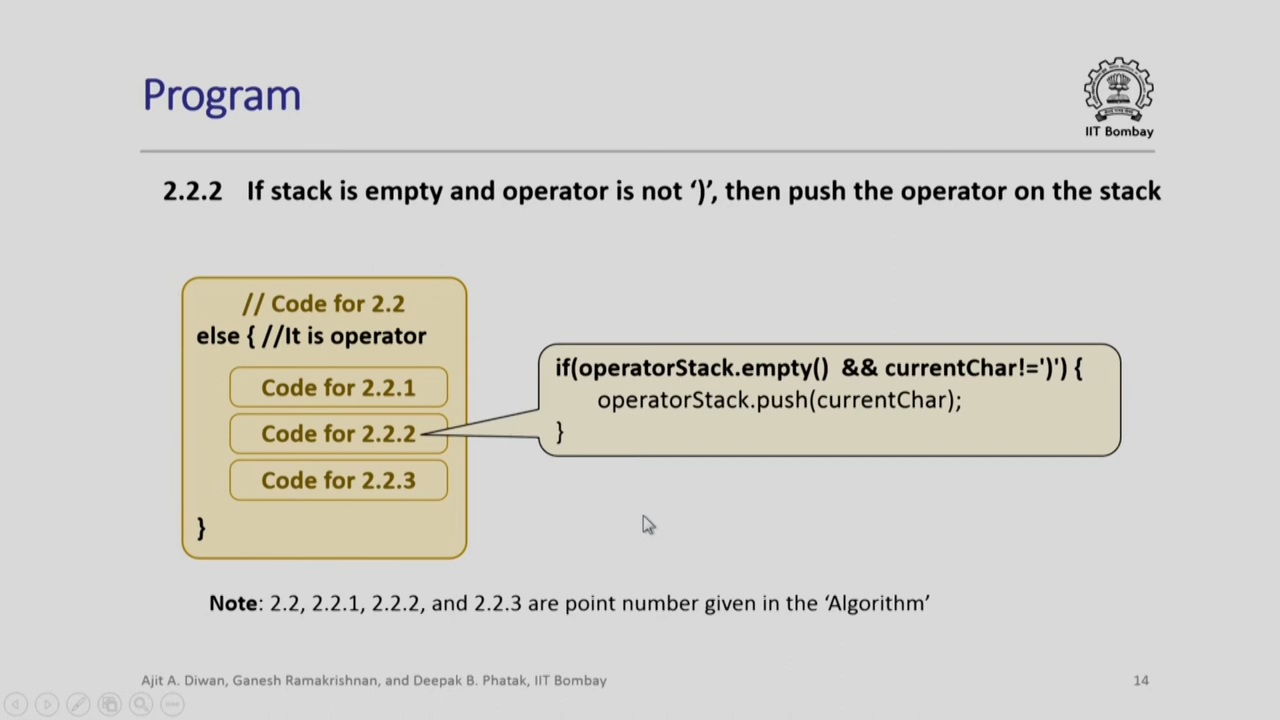 Program
IIT Bombay
2.2.2 If stack is empty and operator is not ‘)’, then push the operator on the stack
// Code for 2.2
else { //It is operator
Code for 2.2.1
Code for 2.2.2
Code for 2.2.3
}
if(operatorStack.empty() && currentChar!=')') {
operatorStack.push(currentChar);
}
Note: 2.2, 2.2.1, 2.2.2, and 2.2.3 are point number given in the ‘Algorithm’
Ajit A. Diwan, Ganesh Ramakrishnan, and Deepak B. Phatak, IIT Bombay
14